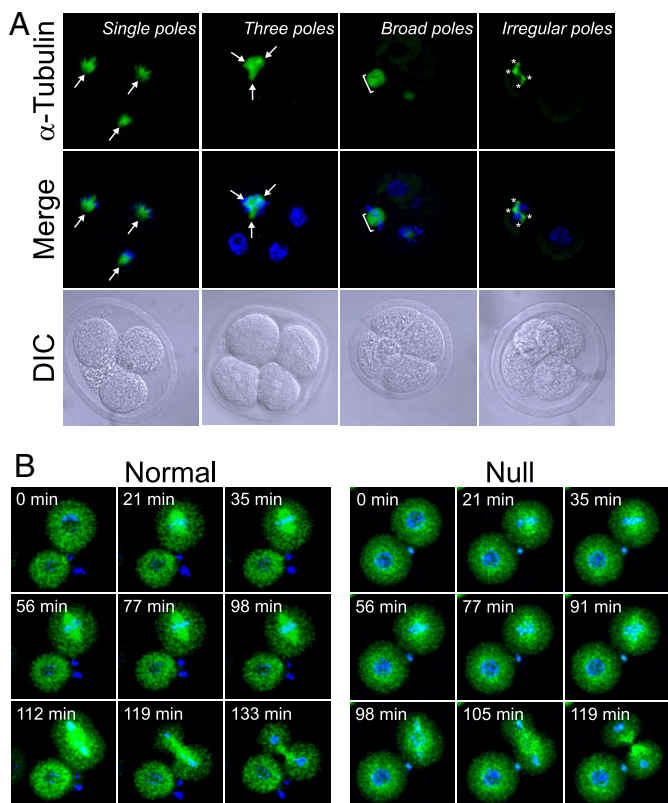 A
Single poles
Three poles
Broad poles
Irregular poles
α-Tubulin
* * * *
Merge
* * * *
DIC
B
Normal
Null
0 min 21 min 35 min
0 min 21 min 35 min
56 min 77 min 98 min
56 min 77 min 91 min
112 min 119 min 133 min
98 min 105 min 119 min